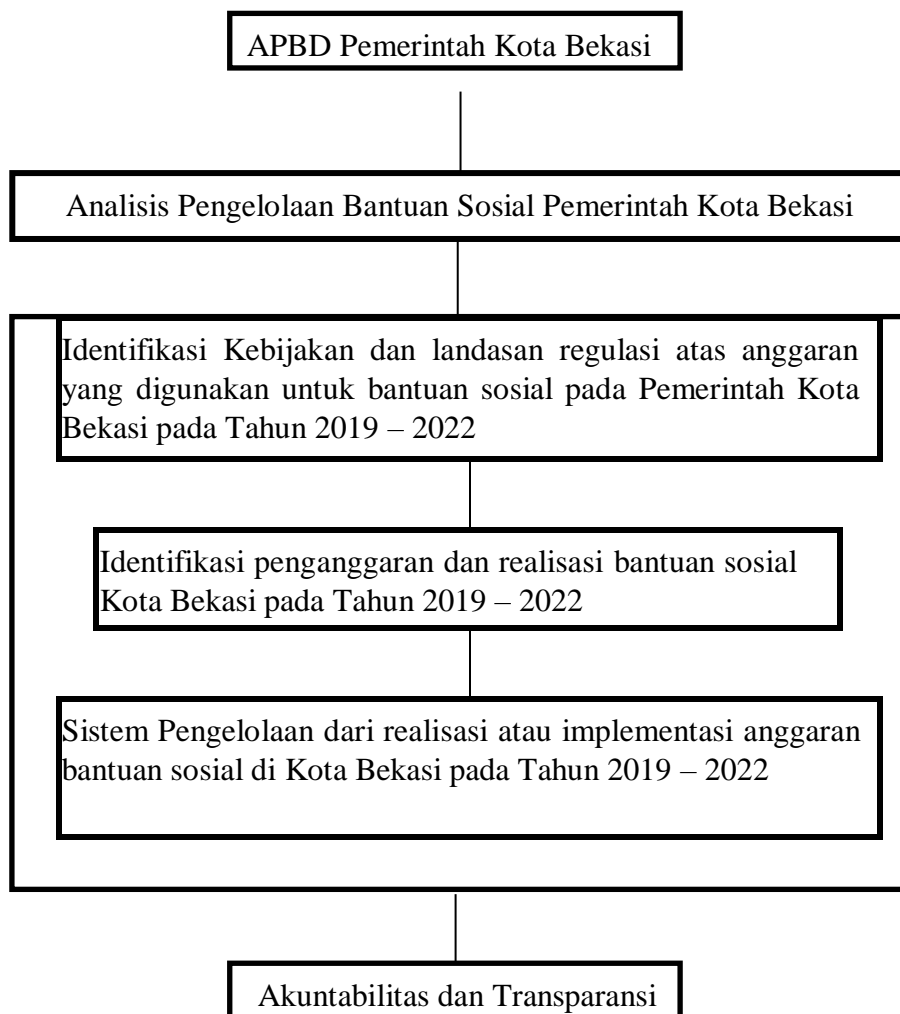 APBD Pemerintah Kota Bekasi
Analisis Pengelolaan Bantuan Sosial Pemerintah Kota Bekasi
Identifikasi Kebijakan dan landasan regulasi atas anggaran
yang digunakan untuk bantuan sosial pada Pemerintah Kota
Bekasi pada Tahun 2019 – 2022
Identifikasi penganggaran dan realisasi bantuan sosial
Kota Bekasi pada Tahun 2019 – 2022
Sistem Pengelolaan dari realisasi atau implementasi anggaran
bantuan sosial di Kota Bekasi pada Tahun 2019 – 2022
Akuntabilitas dan Transparansi